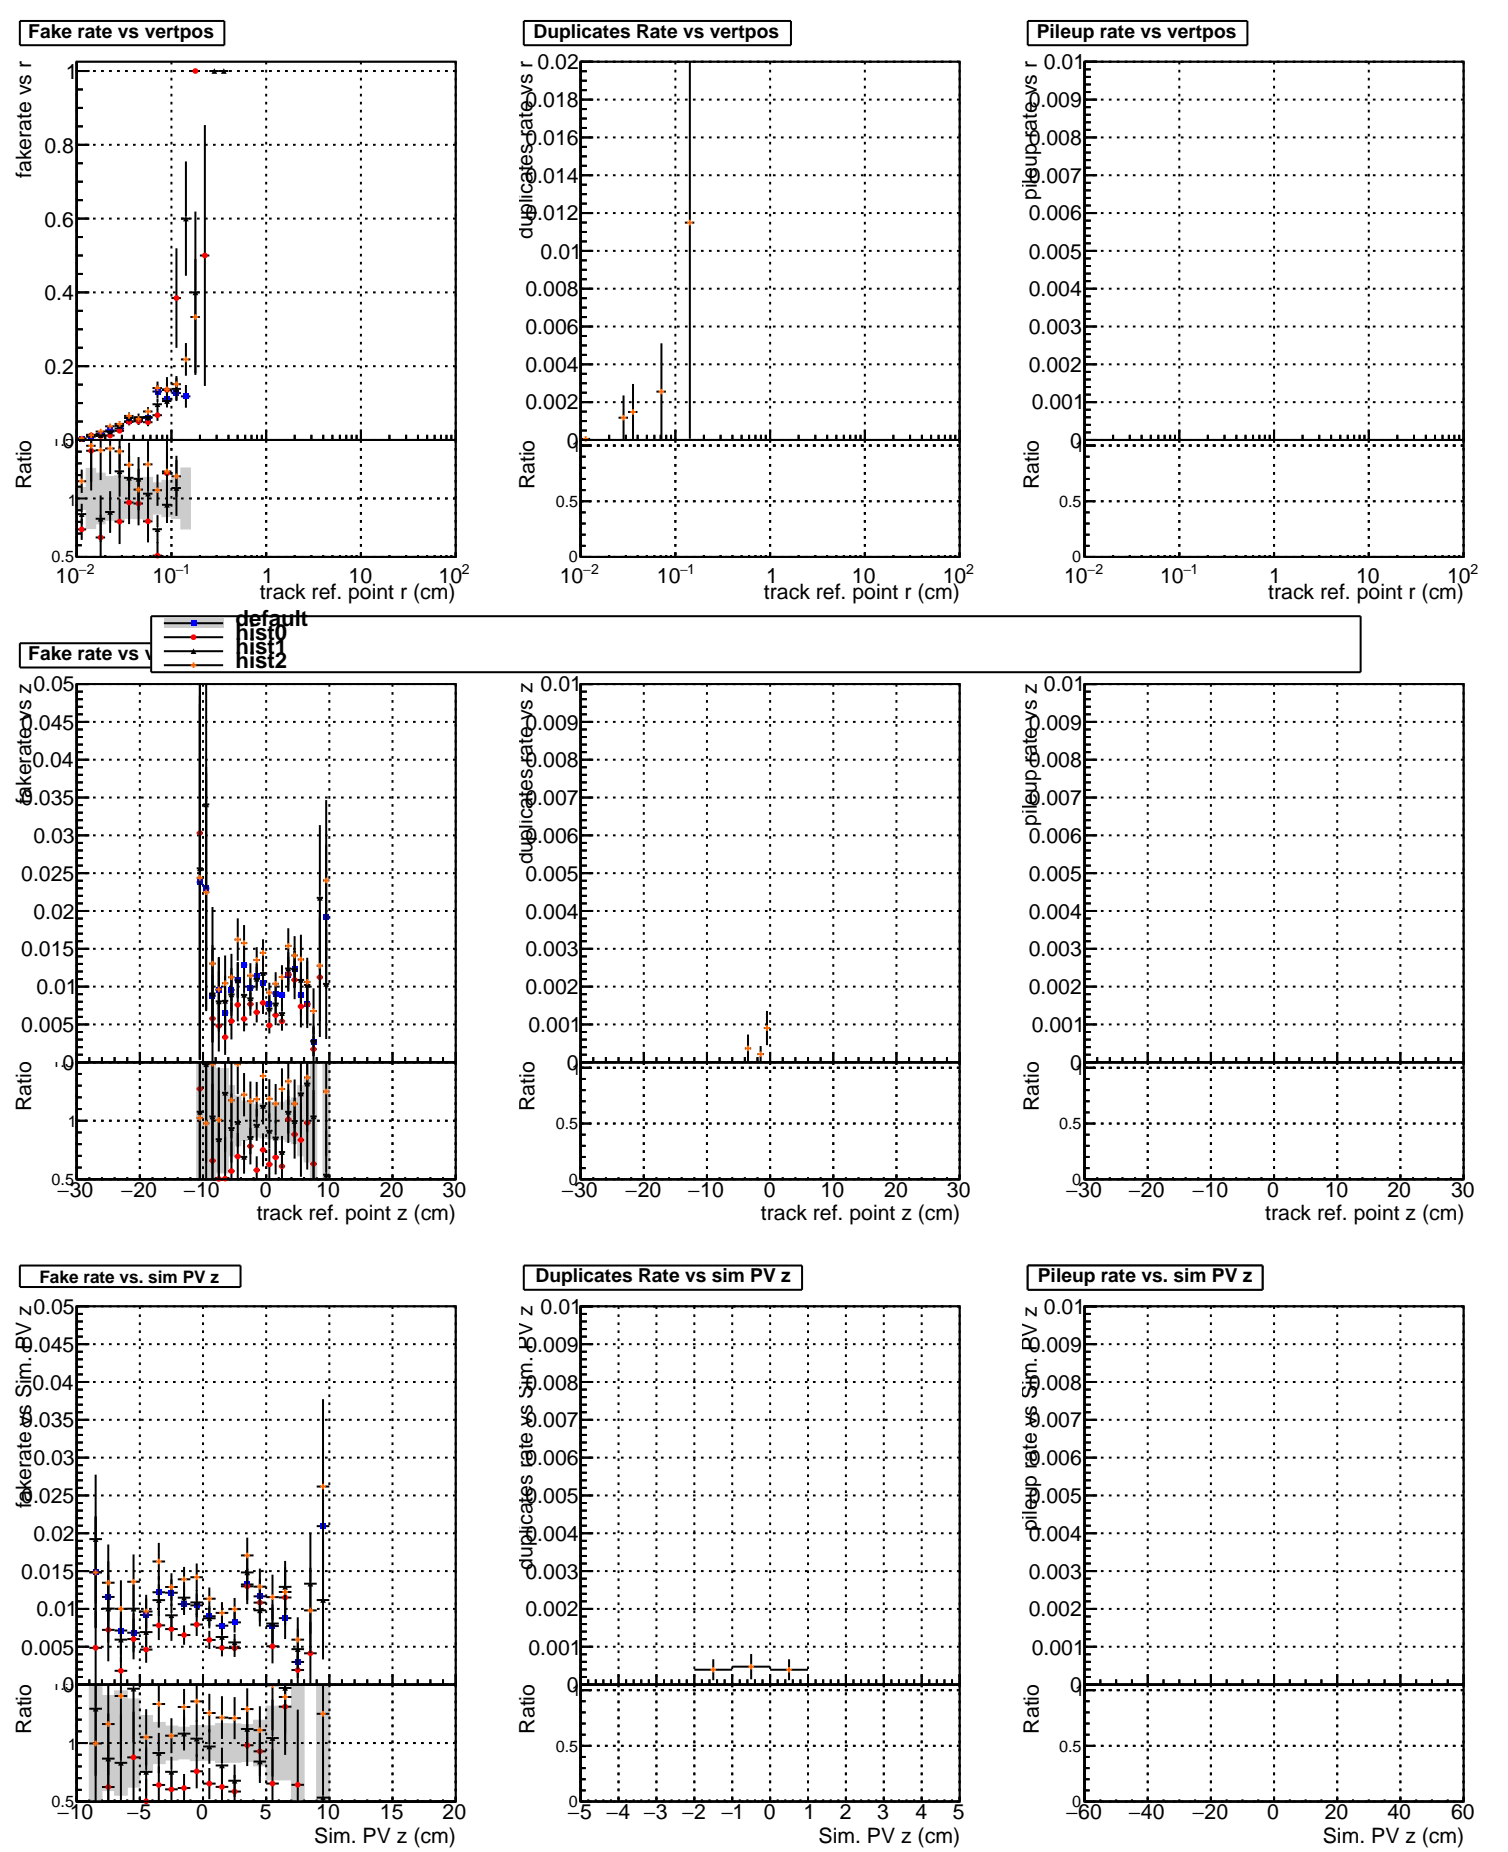 Fake rate vs vertpos
Duplicates Rate vs vertpos
Pileup rate vs vertpos
fakerate vs r
1
0.8
0.6
0.4
0.2
0
Ratio
1
0.5
10−2 10−1 1 10 102
track ref. point r (cm)
duplicates rate vs r
0.02
0.018
0.016
0.014
0.012
0.01
0.008
0.006
0.004
0.002
0
Ratio
1
0.5
0
10−2 10−1 1 10 102
track ref. point r (cm)
pileup rate vs r
0.01
0.009
0.008
0.007
0.006
0.005
0.004
0.003
0.002
0.001
0
Ratio
1
0.5
0
10−2 10−1 1 10 102
track ref. point r (cm)
default
hist0
hist1
hist2
Fake rate vs
fakerate vs z
0.05
0.045
0.04
0.035
0.03
0.025
0.02
0.015
0.01
0.005
0
Ratio
1
0.5
−30 −20 −10 0 10 20 30
track ref. point z (cm)
duplicates rate vs z
0.01
0.009
0.008
0.007
0.006
0.005
0.004
0.003
0.002
0.001
0
Ratio
1
0.5
0
−30 −20 −10 0 10 20 30
track ref. point z (cm)
pileup rate vs z
0.01
0.009
0.008
0.007
0.006
0.005
0.004
0.003
0.002
0.001
0
Ratio
1
0.5
0
−30 −20 −10 0 10 20 30
track ref. point z (cm)
Fake rate vs. sim PV z
Duplicates Rate vs sim PV z
Pileup rate vs. sim PV z
fakerate vs Sim. PV z
0.05
0.045
0.04
0.035
0.03
0.025
0.02
0.015
0.01
0.005
0
Ratio
1
0.5
−10 −5 0 5 10 15 20
Sim. PV z (cm)
duplicates rate vs Sim. PV z
0.01
0.009
0.008
0.007
0.006
0.005
0.004
0.003
0.002
0.001
0
Ratio
1
0.5
0
−5 −4 −3 −2 −1 0 1 2 3 4 5
Sim. PV z (cm)
pileup rate vs Sim. PV z
0.01
0.009
0.008
0.007
0.006
0.005
0.004
0.003
0.002
0.001
0
Ratio
1
0.5
0
−60 −40 −20 0 20 40 60
Sim. PV z (cm)